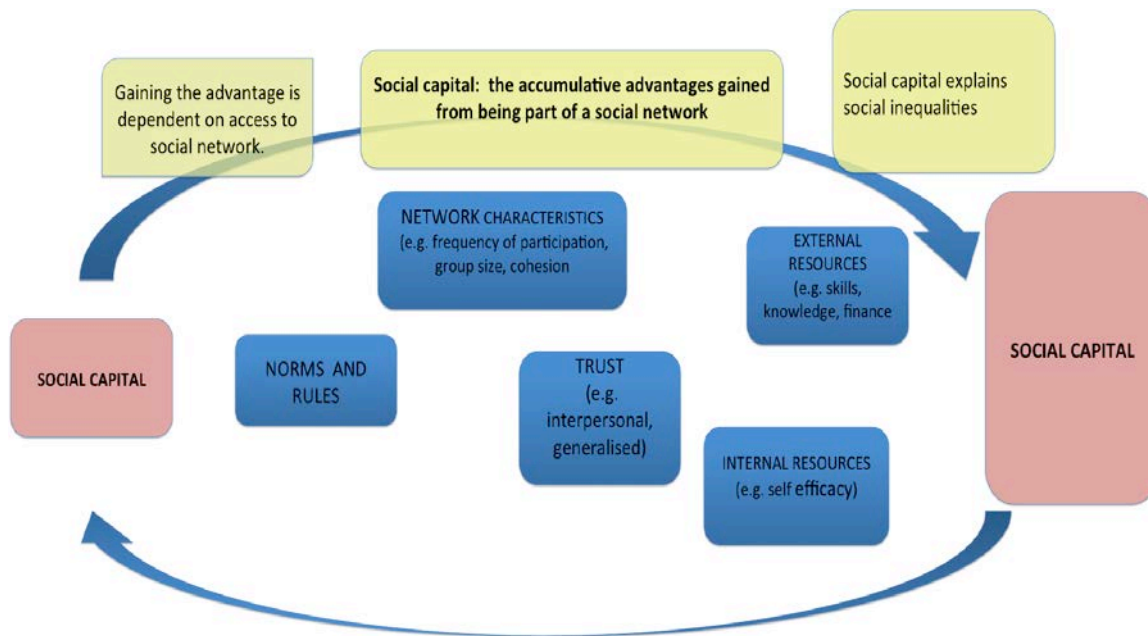 Gaining the advantage is
dependent on access to
social network.
Social capital:  the accumulative advantages gained
from being part of a social network
Social capital explains
social inequalities
NETWORK CHARACTERISTICS
(e.g. frequency of participation,
group size, cohesion
EXTERNAL
RESOURCES
(e.g. skills,
knowledge, finance
SOCIAL CAPITAL
NORMS  AND
RULES
TRUST
(e.g.
interpersonal,
generalised)
INTERNAL RESOURCES
(e.g. self efficacy)
SOCIAL CAPITAL